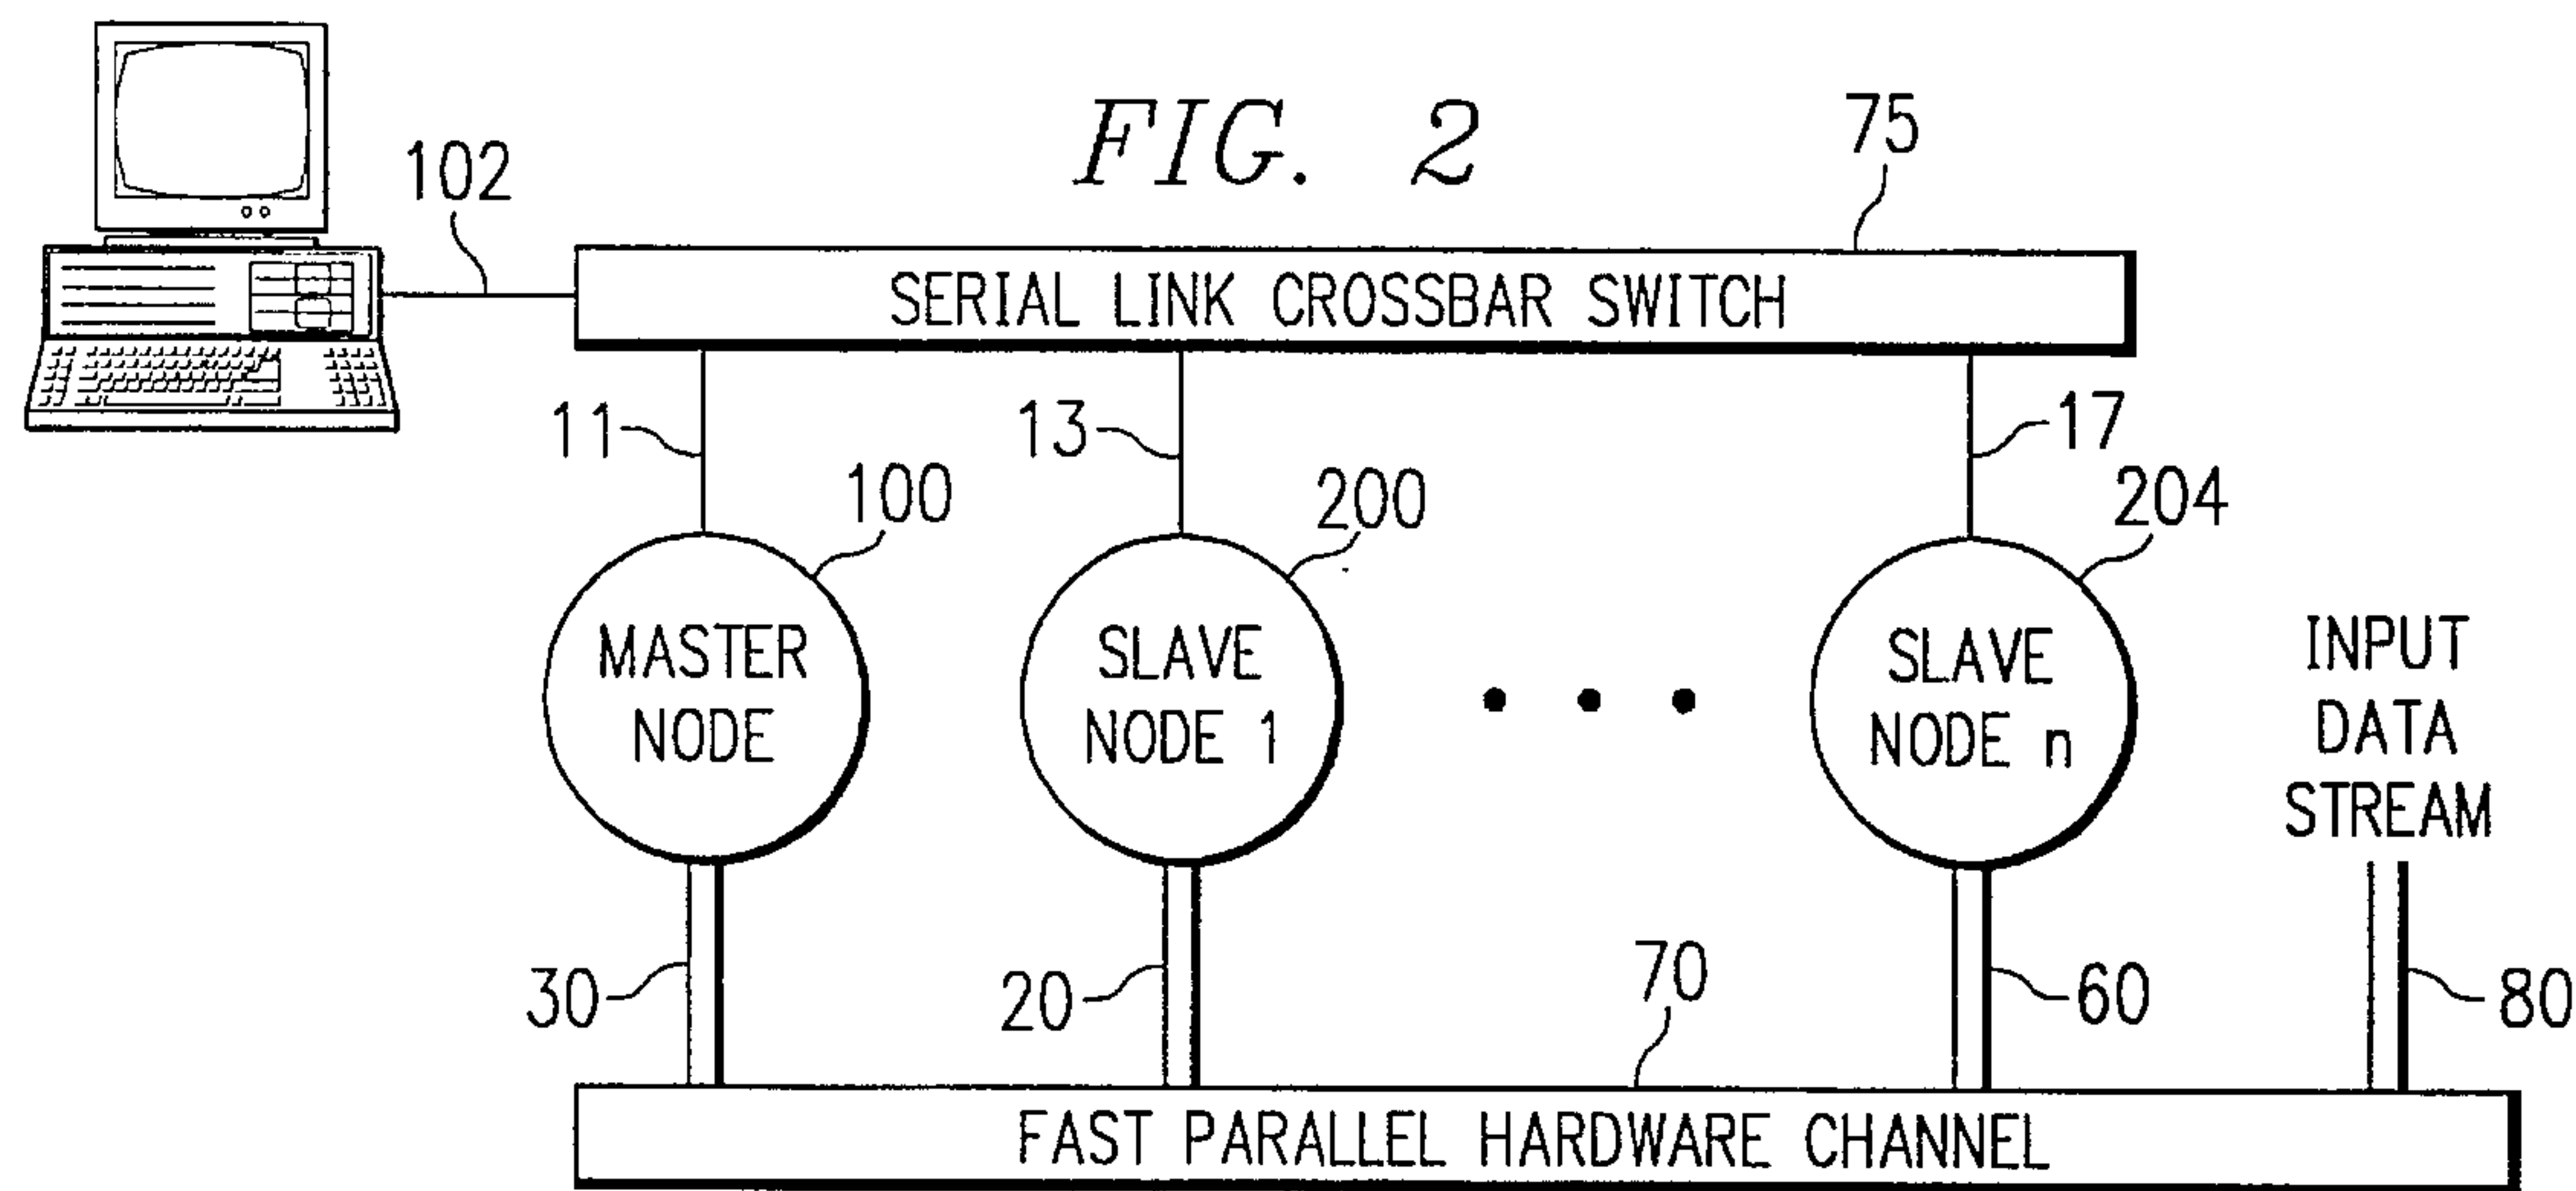 FIG. 2
102
75
SERIAL LINK CROSSBAR SWITCH
11
13
17
100
200
204
MASTER
NODE
SLAVE
NODE 1
SLAVE
NODE n
INPUT
DATA
STREAM
30
20
70
60
80
FAST PARALLEL HARDWARE CHANNEL